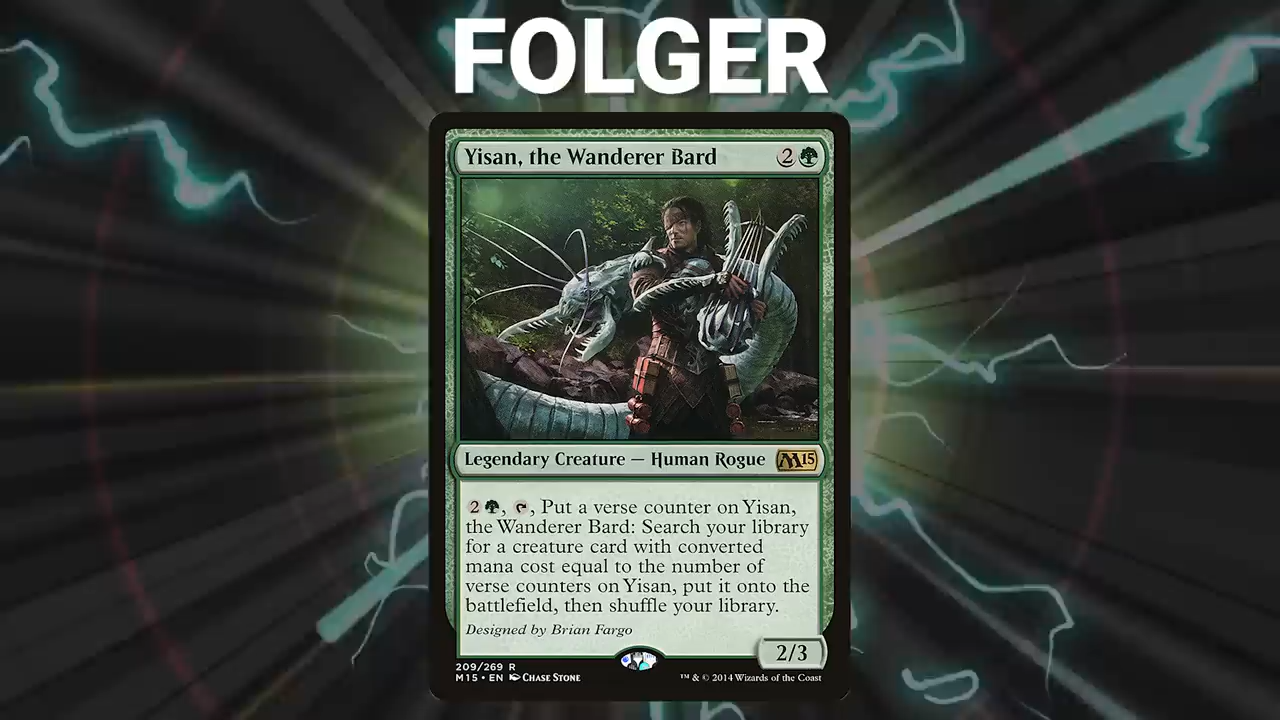 FOLGER
Yisan, the Wanderer Bard 2
Legendary Creature — Human Rogue M15
2 , , Put a verse counter on Yisan,
the Wanderer Bard: Search your library
for a creature card with converted
mana cost equal to the number of
verse counters on Yisan, put it onto the
battlefield, then shuffle your library.
Designed by Brian Fargo
2/3
209/269 R
M15 • EN CHASE STONE
™ & © 2014 Wizards of the Coast